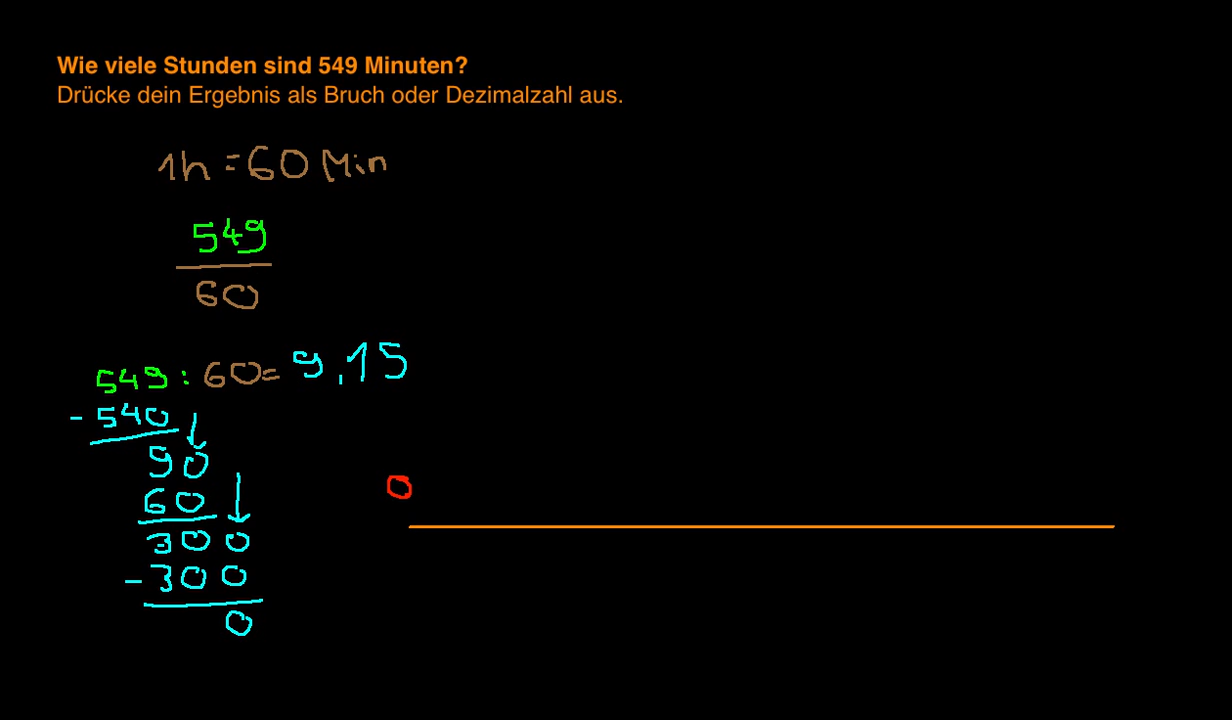 Wie viele Stunden sind 549 Minuten?
Drücke dein Ergebnis als Bruch oder Dezimalzahl aus.
1h = 60 Min
549
60
549 : 60 = 9,15
- 540
90
60
300
- 300
0
0